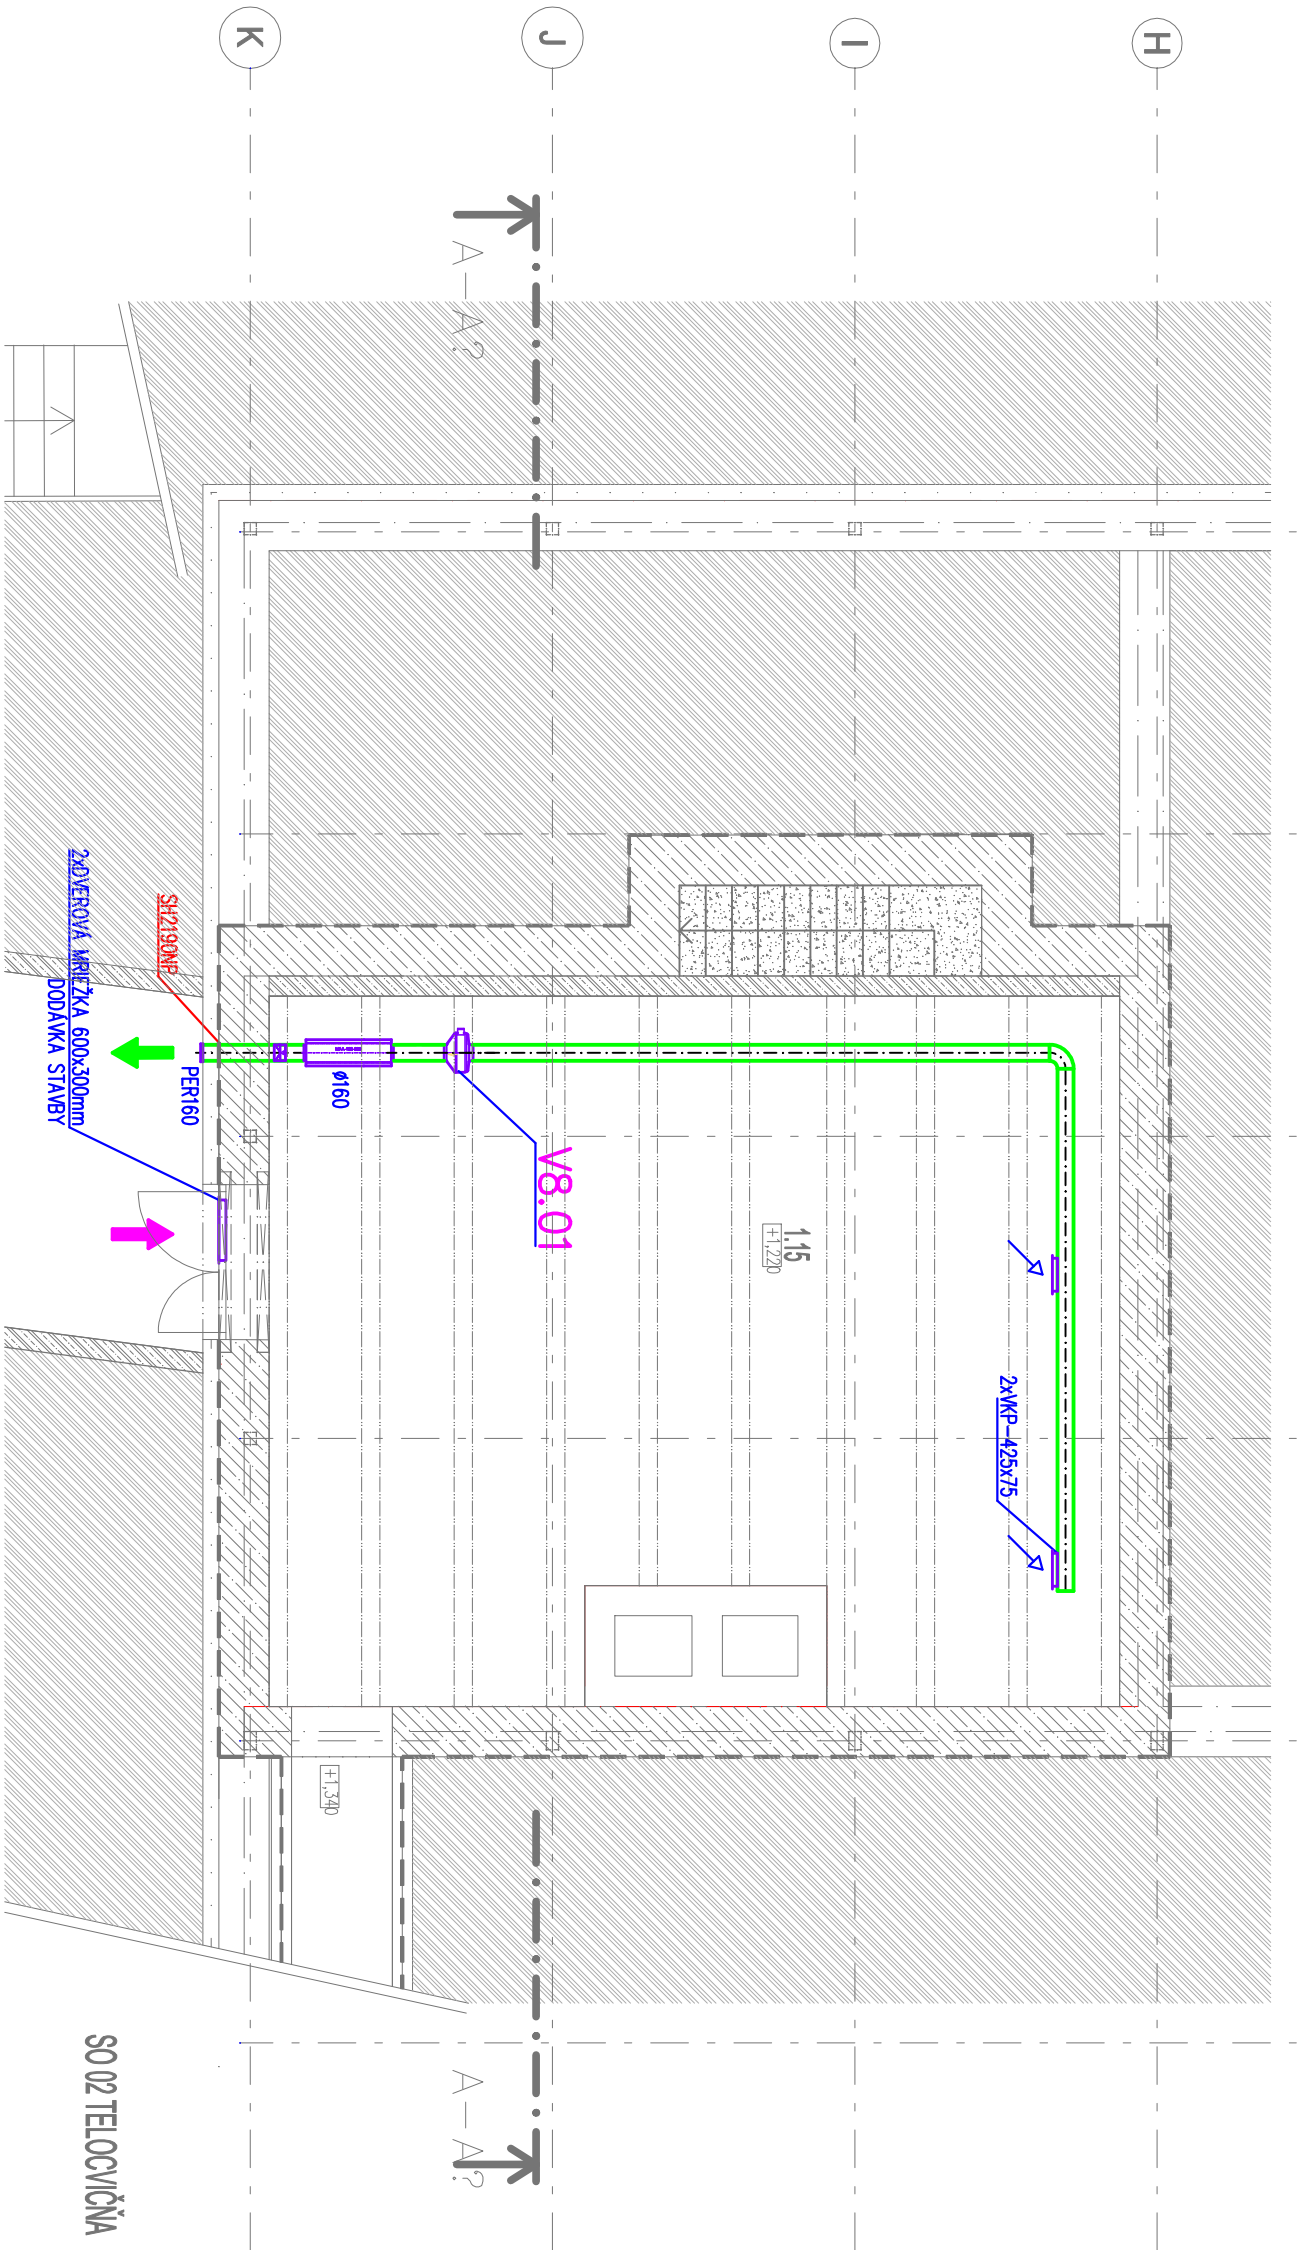 K
J
I
H
A-A?
SH2190NP
2xDVEROVÁ MRIEŽKA 600x300mm
DODÁVKA STAVBY
PER160
ø160
V8.01
1.15
+1,220
2xVKP-425x75
+1,340
A-A?
SO 02 TELOCVIČŇA